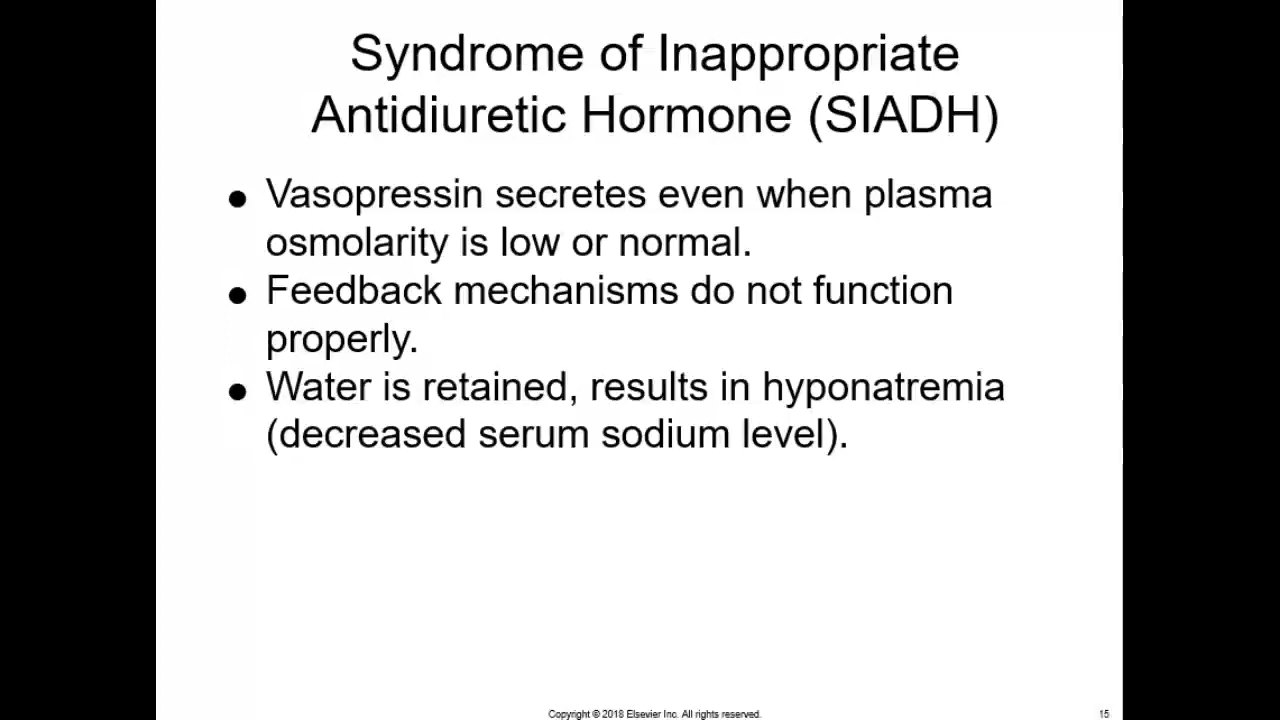 Syndrome of Inappropriate
Antidiuretic Hormone (SIADH)
● Vasopressin secretes even when plasma
osmolarity is low or normal.
● Feedback mechanisms do not function
properly.
● Water is retained, results in hyponatremia
(decreased serum sodium level).
Copyright © 2018 Elsevier Inc. All rights reserved.
15